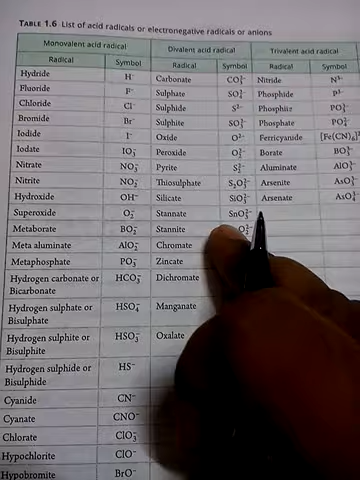 TABLE 1.6 List of acid radicals or electronegative radicals or anions
Monovalent acid radical Divalent acid radical Trivalent acid radical
Radical Symbol Radical Symbol Radical Symbol
Hydride H⁻ Carbonate CO₃²⁻ Nitride N³⁻
Fluoride F⁻ Sulphate SO₄²⁻ Phosphide P³⁻
Chloride Cl⁻ Sulphide S²⁻ Phosphite PO₃³⁻
Bromide Br⁻ Sulphite SO₃²⁻ Phosphate PO₄³⁻
Iodide I⁻ Oxide O²⁻ Ferricyanide [Fe(CN)₆]
Iodate IO₃⁻ Peroxide O₂²⁻ Borate BO₃³⁻
Nitrate NO₃⁻ Pyrite S₂²⁻ Aluminate AlO₃³⁻
Nitrite NO₂⁻ Thiosulphate S₂O₃²⁻ Arsenite AsO₃³⁻
Hydroxide OH⁻ Silicate SiO₃²⁻ Arsenate AsO₄³⁻
Superoxide O₂⁻ Stannate SnO₃²⁻
Metaborate BO₂⁻ Stannite O₂²⁻
Meta aluminate AlO₂⁻ Chromate
Metaphosphate PO₃⁻ Zincate
Hydrogen carbonate or HCO₃⁻ Dichromate
Bicarbonate
Hydrogen sulphate or HSO₄⁻ Manganate
Bisulphate
Hydrogen sulphite or HSO₃⁻ Oxalate
Bisulphite
Hydrogen sulphide or HS⁻
Bisulphide
Cyanide CN⁻
Cyanate CNO⁻
Chlorate ClO₃⁻
Hypochlorite ClO⁻
Hypobromite BrO⁻